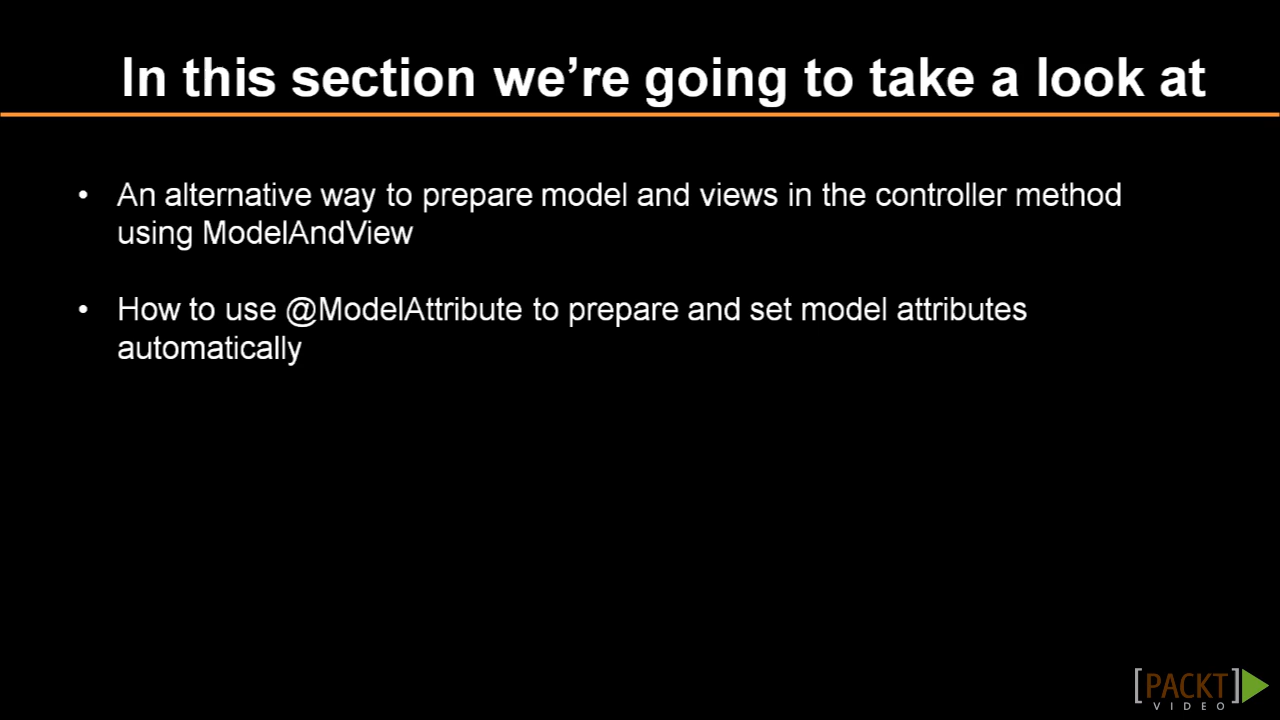 In this section we’re going to take a look at
• An alternative way to prepare model and views in the controller method
using ModelAndView
• How to use @ModelAttribute to prepare and set model attributes
automatically
[PACKT]
VIDEO